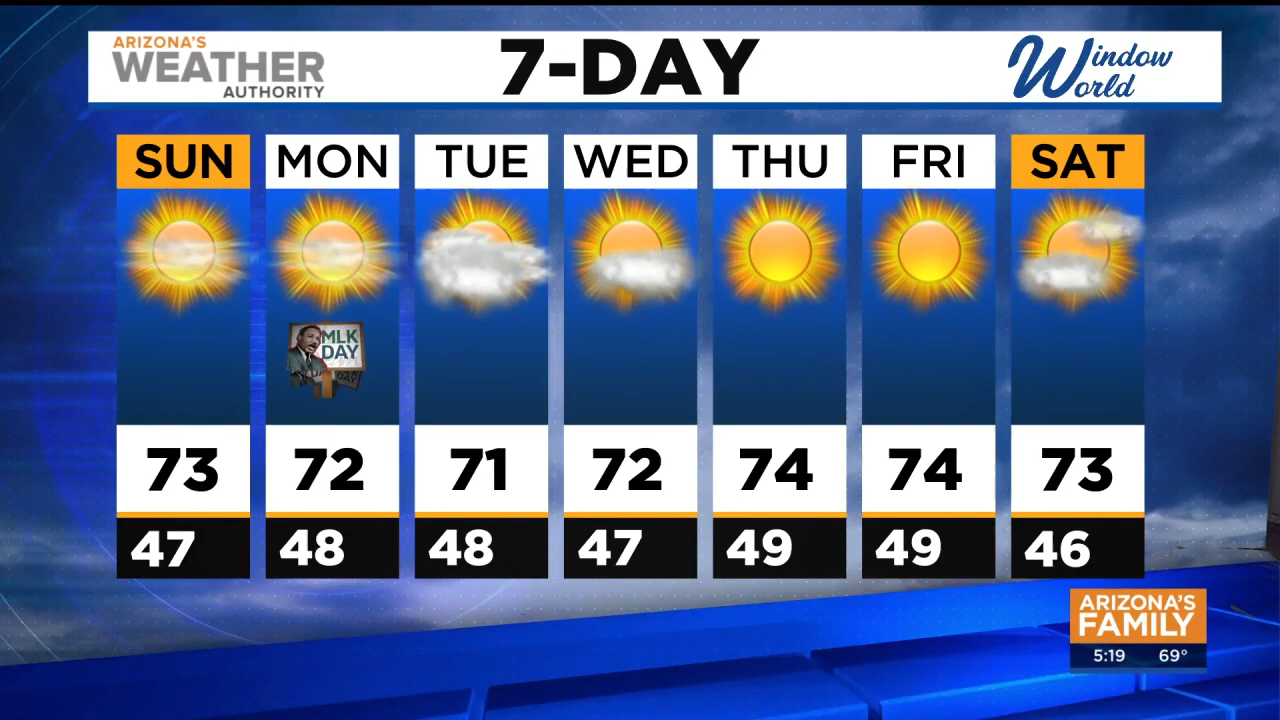 ARIZONA'S
WEATHER
AUTHORITY
7-DAY
Window
World
SUN MON TUE WED THU FRI SAT
MLK
DAY
73 72 71 72 74 74 73
47 48 48 47 49 49 46
ARIZONA'S
FAMILY
5:19 69°